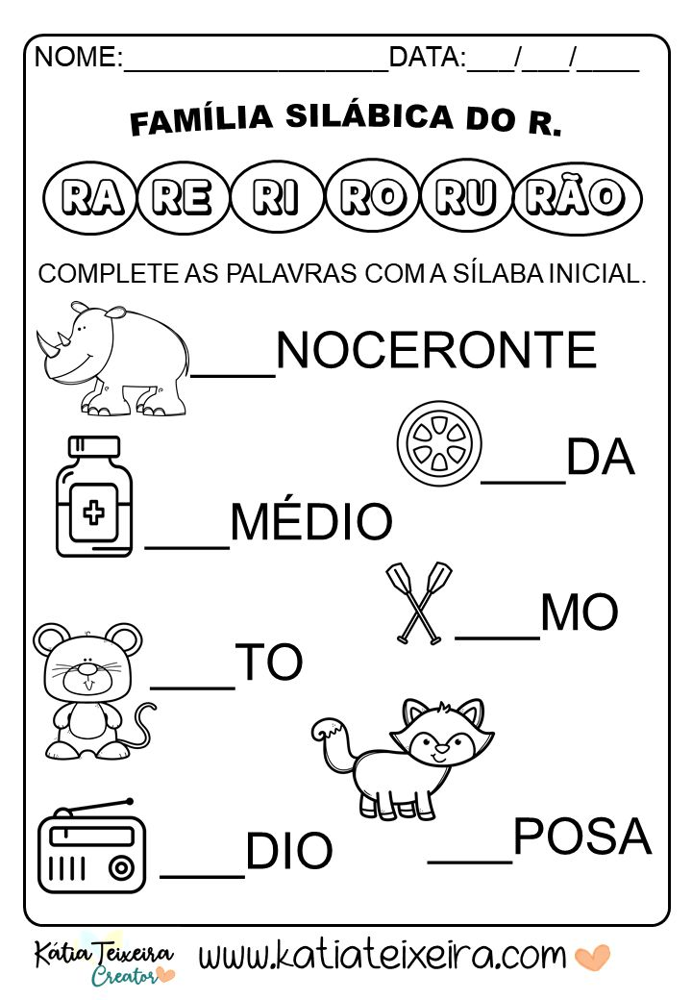 NOME:_________________DATA:___/___/____
FAMÍLIA SILÁBICA DO R.
RA RE RI RO RU RÃO
COMPLETE AS PALAVRAS COM A SÍLABA INICIAL.
___NOCERONTE
___DA
___MÉDIO
___MO
___TO
___DIO
___POSA
Kátia Teixeira
Creator
www.katiateixeira.com